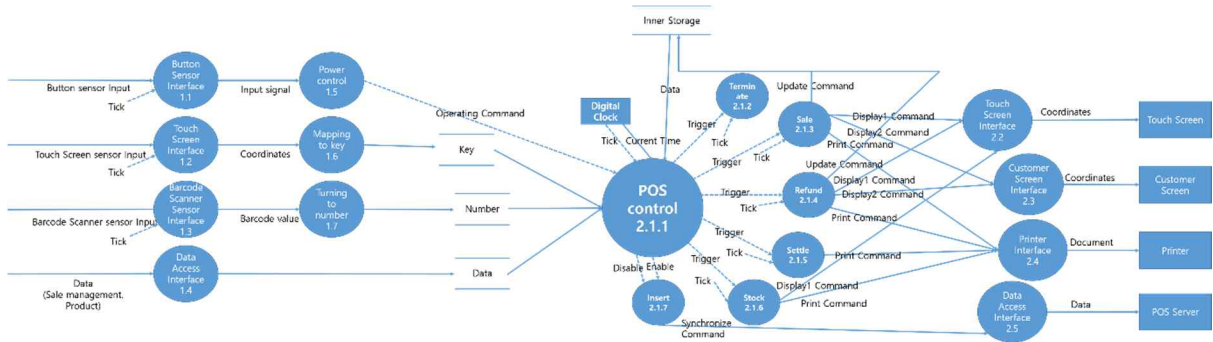 Inner Storage
Button
Sensor
Interface
1.1
Button sensor Input
Tick
Input signal
Power
control
1.5
Operating Command
Touch
Screen
Interface
1.2
Touch Screen sensor Input
Tick
Coordinates
Mapping
to key
1.6
Key
Barcode
Scanner
Sensor
Interface
1.3
Barcode Scanner sensor Input
Tick
Barcode value
Turning
to
number
1.7
Number
Data
Access
Interface
1.4
Data
(Sale management,
Product)
Data
Digital
Clock
Tick
Current Time
Data
POS
control
2.1.1
Trigger
Tick
Termin
ate
2.1.2
Trigger
Tick
Sale
2.1.3
Update Command
Display1 Command
Display2 Command
Print Command
Trigger
Tick
Refund
2.1.4
Update Command
Display1 Command
Display2 Command
Print Command
Trigger
Tick
Settle
2.1.5
Print Command
Trigger
Tick
Stock
2.1.6
Display1 Command
Print Command
Disable
Enable
Insert
2.1.7
Synchronize
Command
Touch
Screen
Interface
2.2
Coordinates
Touch Screen
Customer
Screen
Interface
2.3
Coordinates
Customer
Screen
Printer
Interface
2.4
Document
Printer
Data
Access
Interface
2.5
Data
POS Server